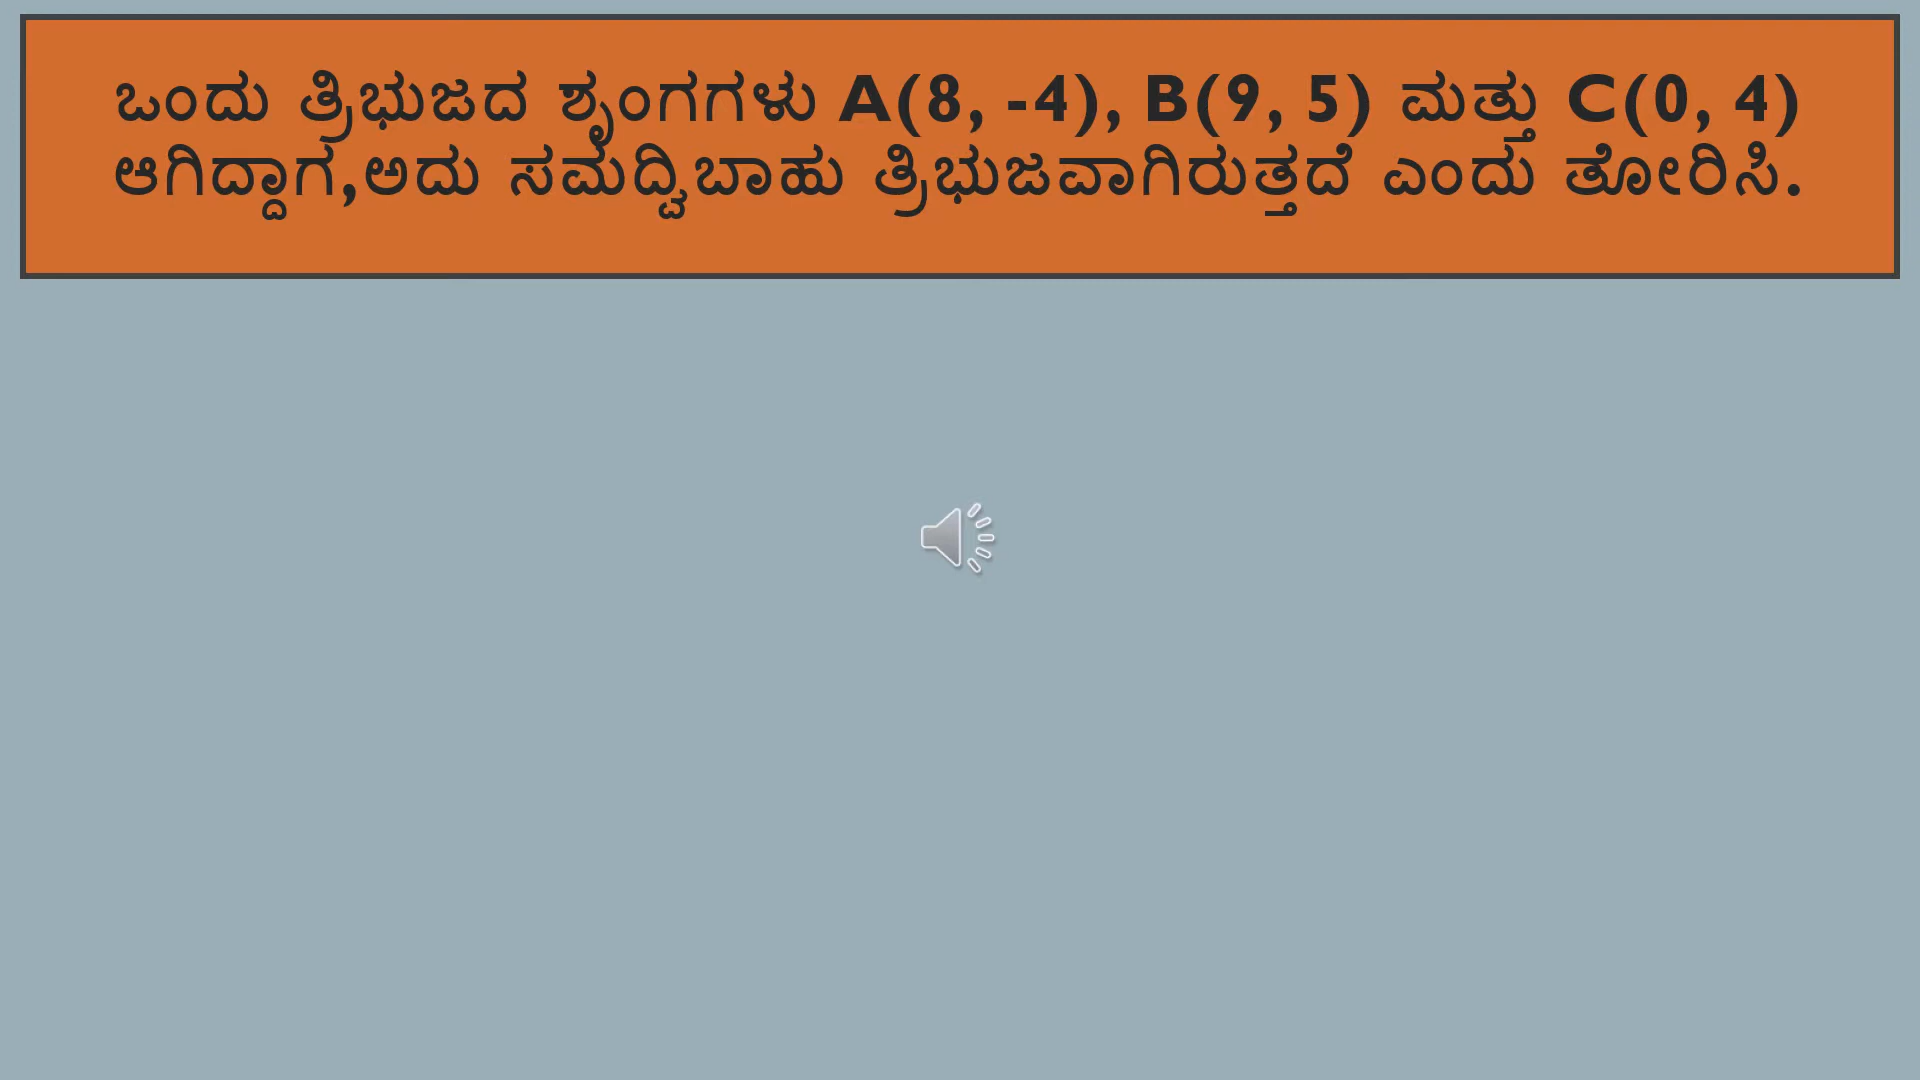 ಒಂದು ತ್ರಿಭುಜದ ಶೃಂಗಗಳು A(8, -4), B(9, 5) ಮತ್ತು C(0, 4)
ಆಗಿದ್ದಾಗ,ಅದು ಸಮದ್ವಿಬಾಹು ತ್ರಿಭುಜವಾಗಿರುತ್ತದೆ ಎಂದು ತೋರಿಸಿ.